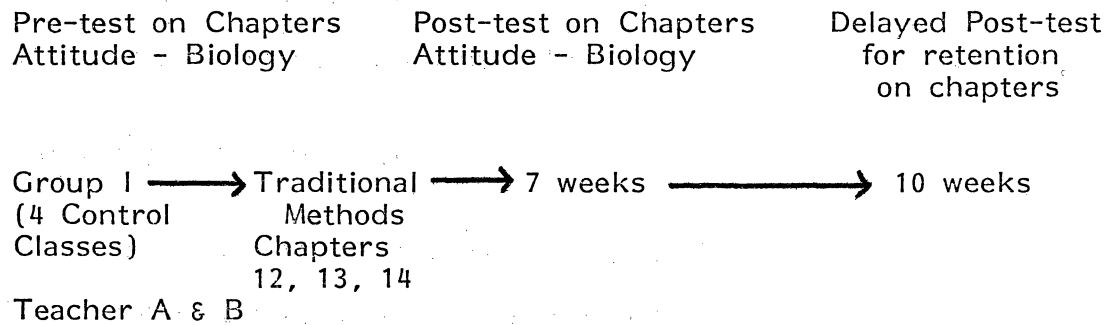 Pre-test on Chapters Post-test on Chapters Delayed Post-test
Attitude - Biology Attitude - Biology for retention
on chapters
Group I → Traditional → 7 weeks → 10 weeks
(4 Control Methods
Classes) Chapters
12, 13, 14
Teacher A & B